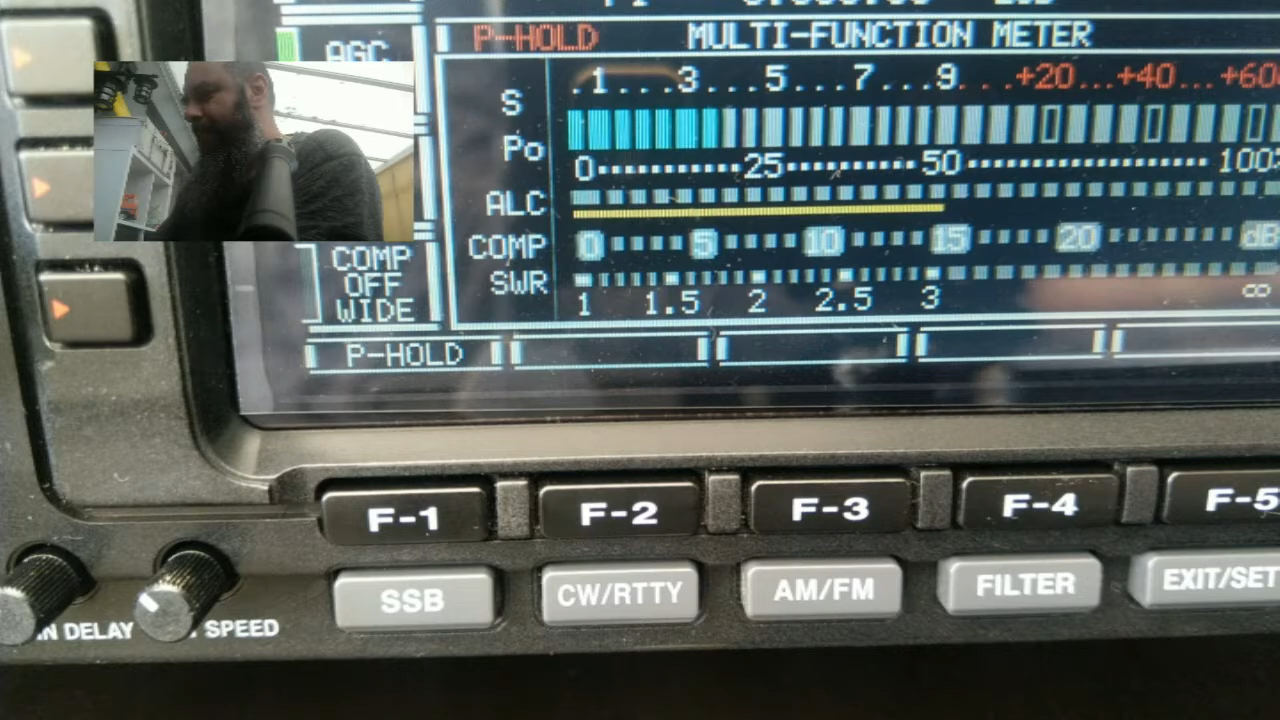 P-HOLD MULTI-FUNCTION METER
AGC
S 1...3...5...7...9...+20...+40...+60
Po 0 25 50 100%
ALC
COMP 0 5 10 15 20 dB
SWR 1 1.5 2 2.5 3 ∞
COMP
OFF
WIDE
P-HOLD
F-1 F-2 F-3 F-4 F-5
SSB CW/RTTY AM/FM FILTER EXIT/SET
DELAY SPEED